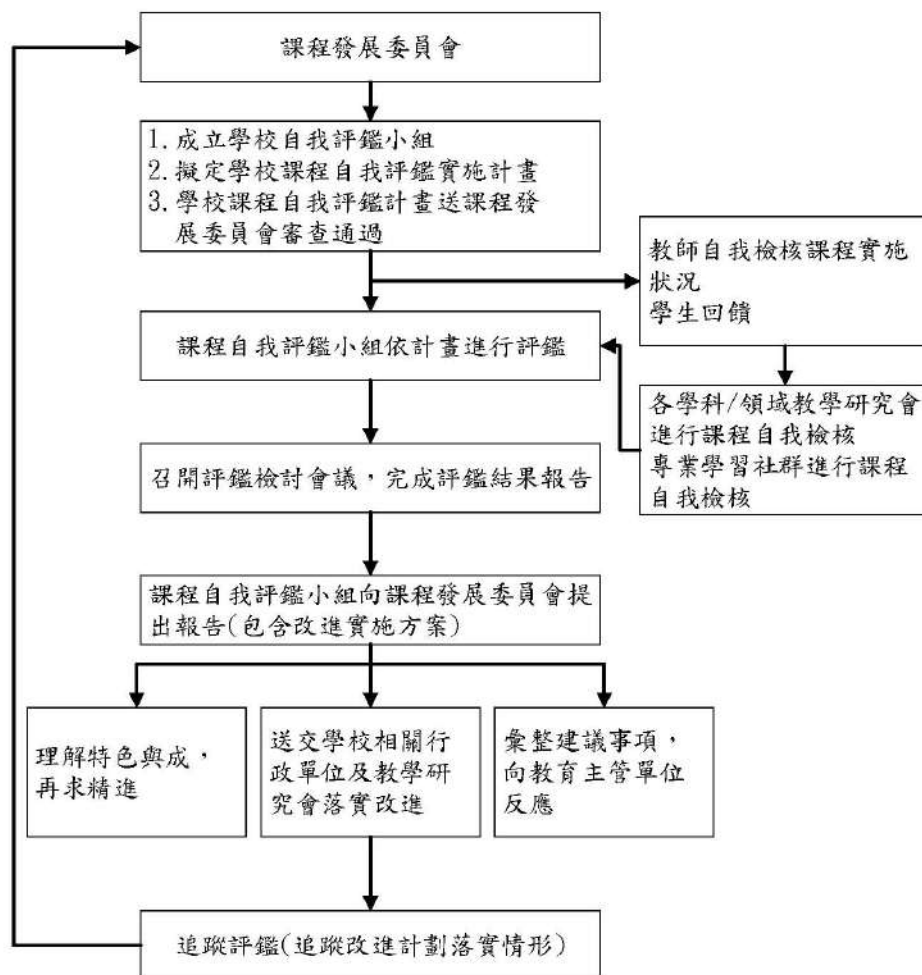 課程發展委員會
1.成立學校自我評鑑小組
2.擬定學校課程自我評鑑實施計畫
3.學校課程自我評鑑計畫送課程發
展委員會審查通過
教師自我檢核課程實施
狀況
學生回饋
課程自我評鑑小組依計畫進行評鑑
各學科/領域教學研究會
進行課程自我檢核
專業學習社群進行課程
自我檢核
召開評鑑檢討會議，完成評鑑結果報告
課程自我評鑑小組向課程發展委員會提
出報告(包含改進實施方案)
理解特色與成，
再求精進
送交學校相關行
政單位及教學研
究會落實改進
彙整建議事項，
向教育主管單位
反應
追蹤評鑑(追蹤改進計劃落實情形)